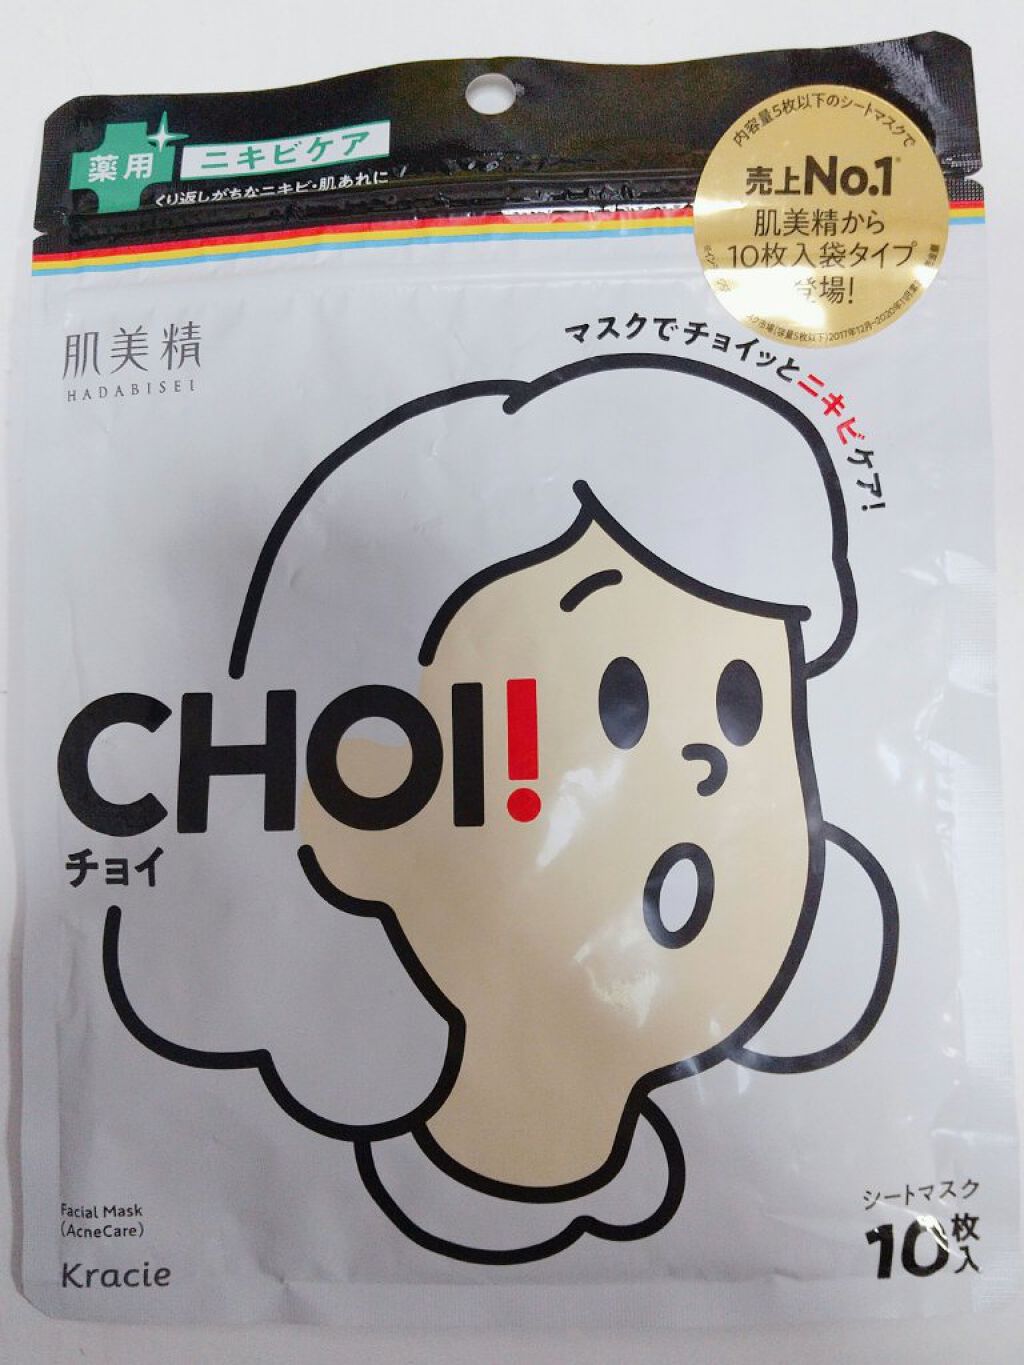 薬用
ニキビケア
くり返しがちなニキビ・肌あれに
内容量5枚以下のシートマスクで
売上No.1
肌美精から
10枚入袋タイプ
登場!
肌美精
HADABISEI
マスクでチョイッとニキビケア!
CHOI!
チョイ
Facial Mask
(AcneCare)
Kracie
シートマスク
10枚入